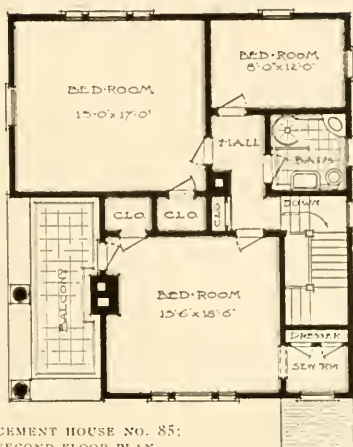 BED·ROOM
8'-0"x12'-0"
BED·ROOM
15'-0"x17'-0"
HALL
BATH
DOWN
CLO.
CLO.
CLO
BALCONY
BED·ROOM
15'6"x18'-6"
DRESSER
SEW·RM
CEMENT HOUSE NO. 85:
SECOND FLOOR PLAN